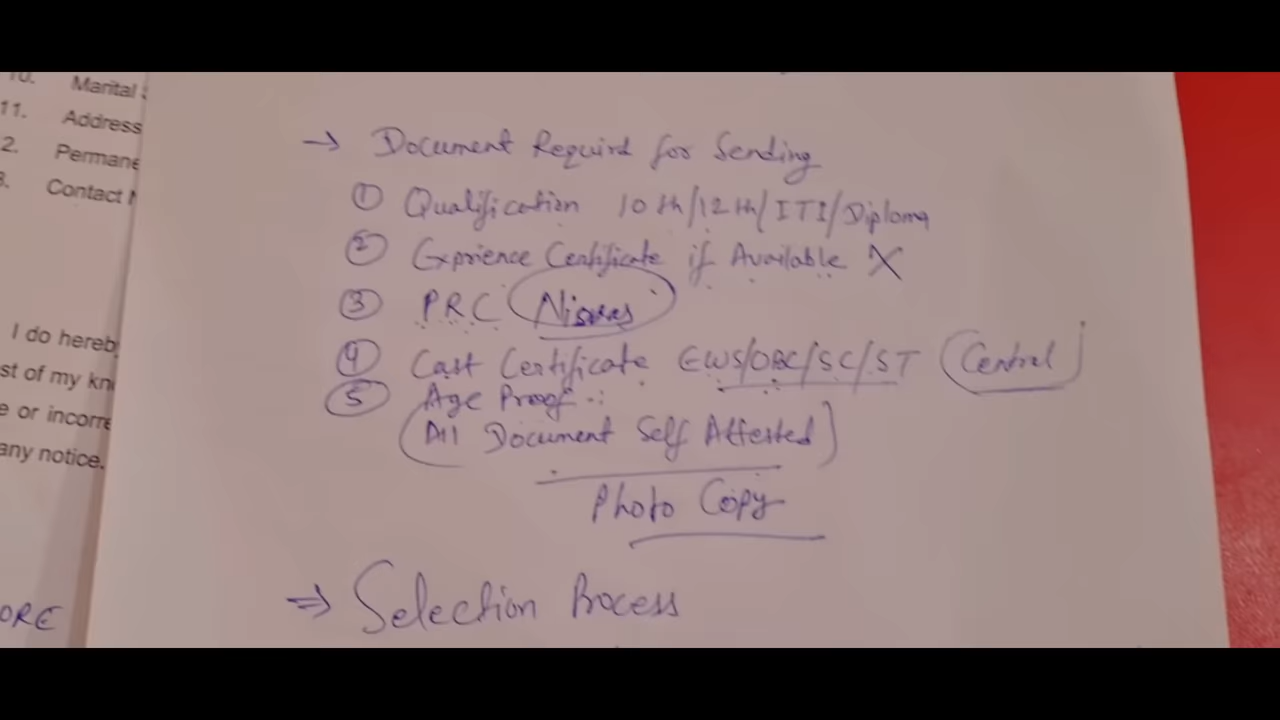 10. Marital
11. Address
2. Permane
3. Contact N
I do hereb
st of my kn
e or incorre
any notice.
ORE
→ Document Requird for Sending
① Qualification 10th/12th/ITI/Diploma
② Exprience Certificate if Available X
③ PRC
④ Cast Certificate EWS/OBC/SC/ST (Central)
⑤ Age Proof
(All Document Self Attested)
Photo Copy
⇒ Selection Process